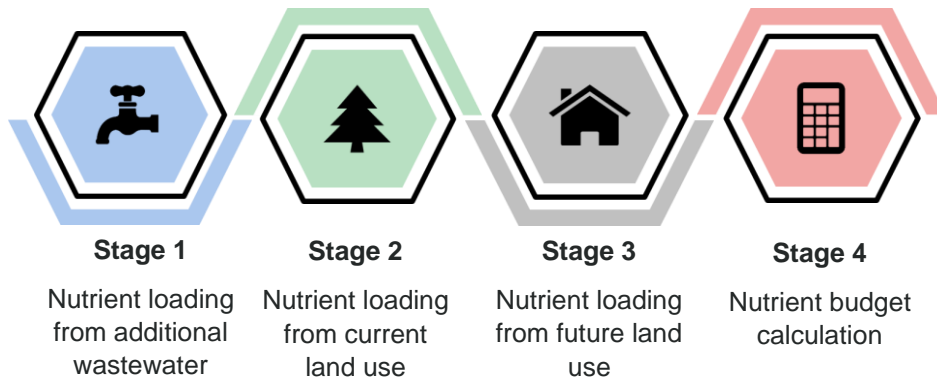 Stage 1
Nutrient loading
from additional
wastewater
Stage 2
Nutrient loading
from current
land use
Stage 3
Nutrient loading
from future land
use
Stage 4
Nutrient budget
calculation